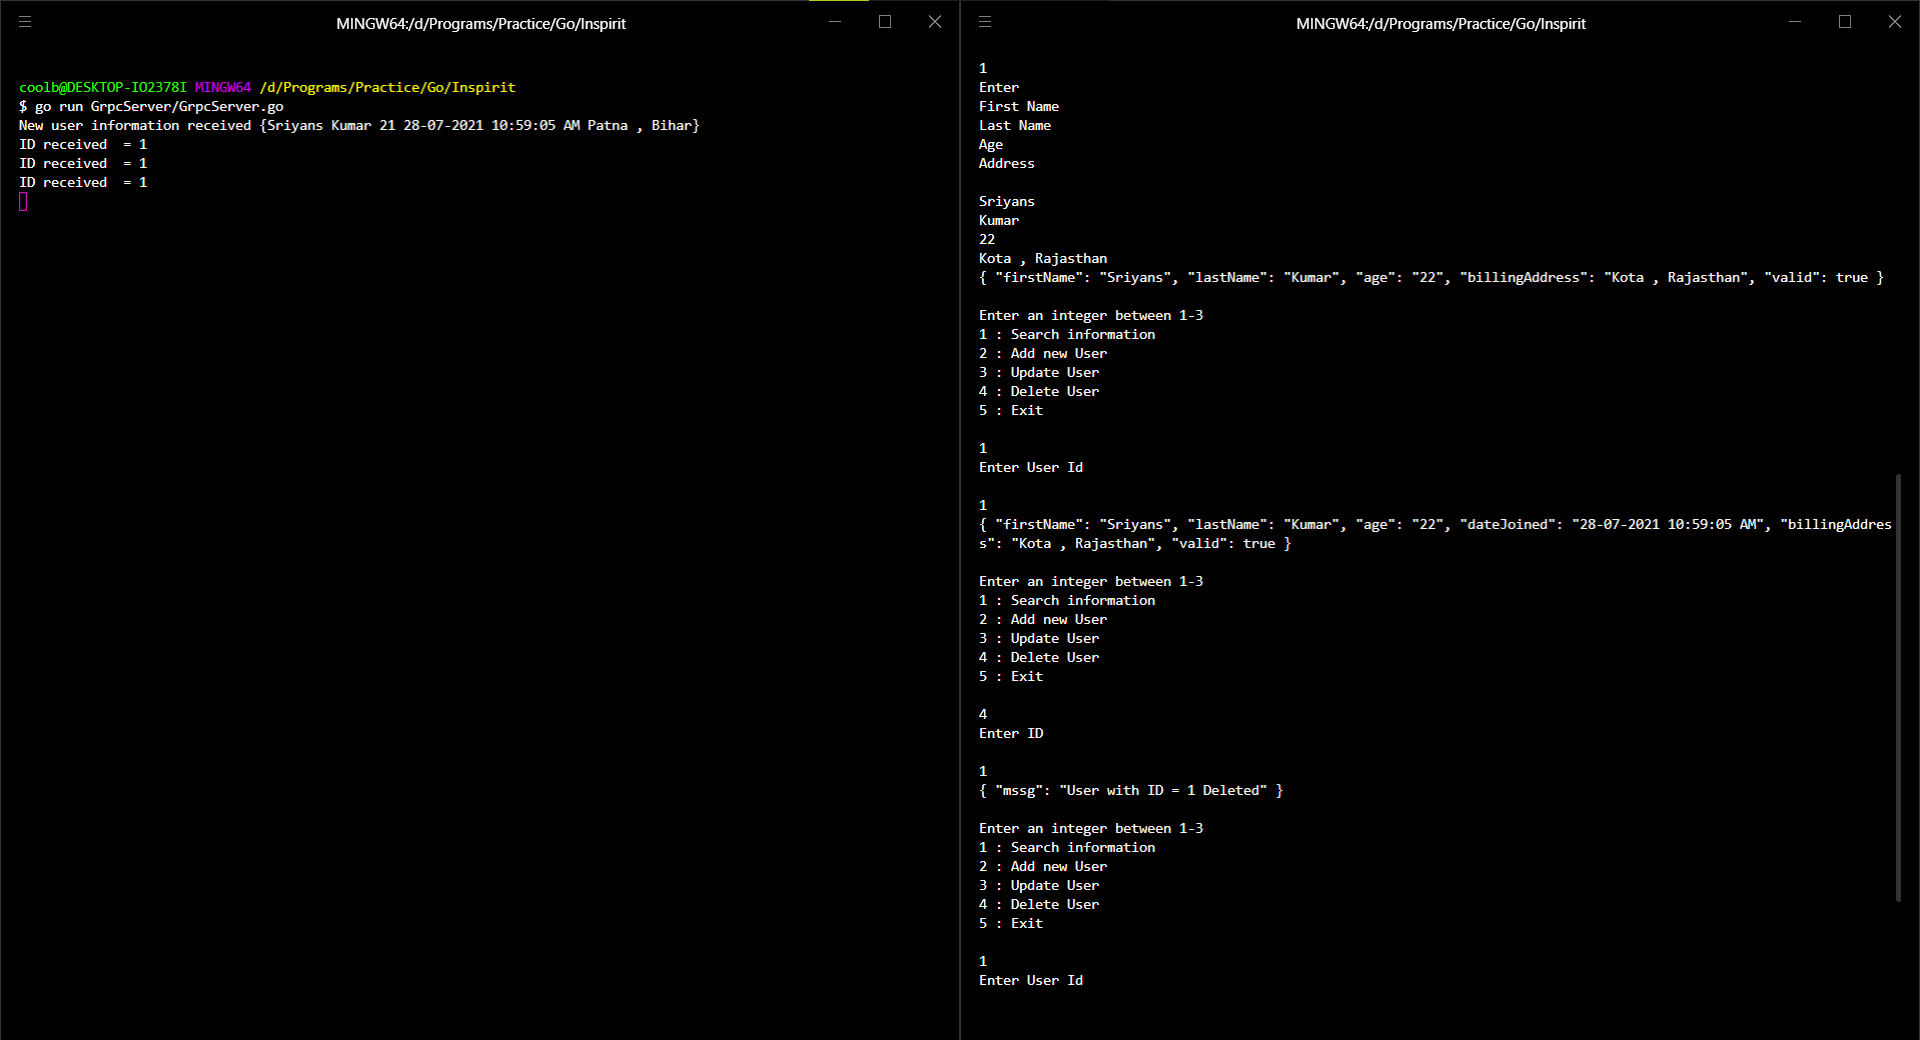 MINGW64:/d/Programs/Practice/Go/Inspirit
coolb@DESKTOP-IO2378I MINGW64 /d/Programs/Practice/Go/Inspirit
$ go run GrpcServer/GrpcServer.go
New user information received {Sriyans Kumar 21 28-07-2021 10:59:05 AM Patna , Bihar}
ID received  = 1
ID received  = 1
ID received  = 1
MINGW64:/d/Programs/Practice/Go/Inspirit
1
Enter
First Name
Last Name
Age
Address
Sriyans
Kumar
22
Kota , Rajasthan
{ "firstName": "Sriyans", "lastName": "Kumar", "age": "22", "billingAddress": "Kota , Rajasthan", "valid": true }
Enter an integer between 1-3
1 : Search information
2 : Add new User
3 : Update User
4 : Delete User
5 : Exit
1
Enter User Id
1
{ "firstName": "Sriyans", "lastName": "Kumar", "age": "22", "dateJoined": "28-07-2021 10:59:05 AM", "billingAddres
s": "Kota , Rajasthan", "valid": true }
Enter an integer between 1-3
1 : Search information
2 : Add new User
3 : Update User
4 : Delete User
5 : Exit
4
Enter ID
1
{ "mssg": "User with ID = 1 Deleted" }
Enter an integer between 1-3
1 : Search information
2 : Add new User
3 : Update User
4 : Delete User
5 : Exit
1
Enter User Id